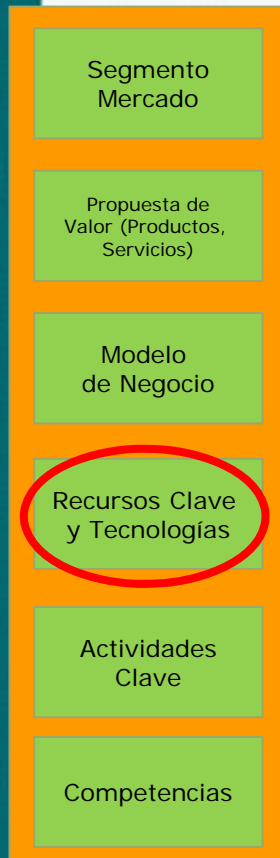 Segmento
Mercado
Propuesta de
Valor (Productos,
Servicios)
Modelo
de Negocio
Recursos Clave
y Tecnologías
Actividades
Clave
Competencias